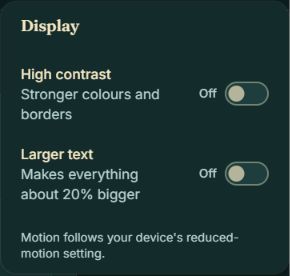 Display
High contrast
Stronger colours and
borders
Off
Larger text
Makes everything
about 20% bigger
Off
Motion follows your device's reduced-
motion setting.